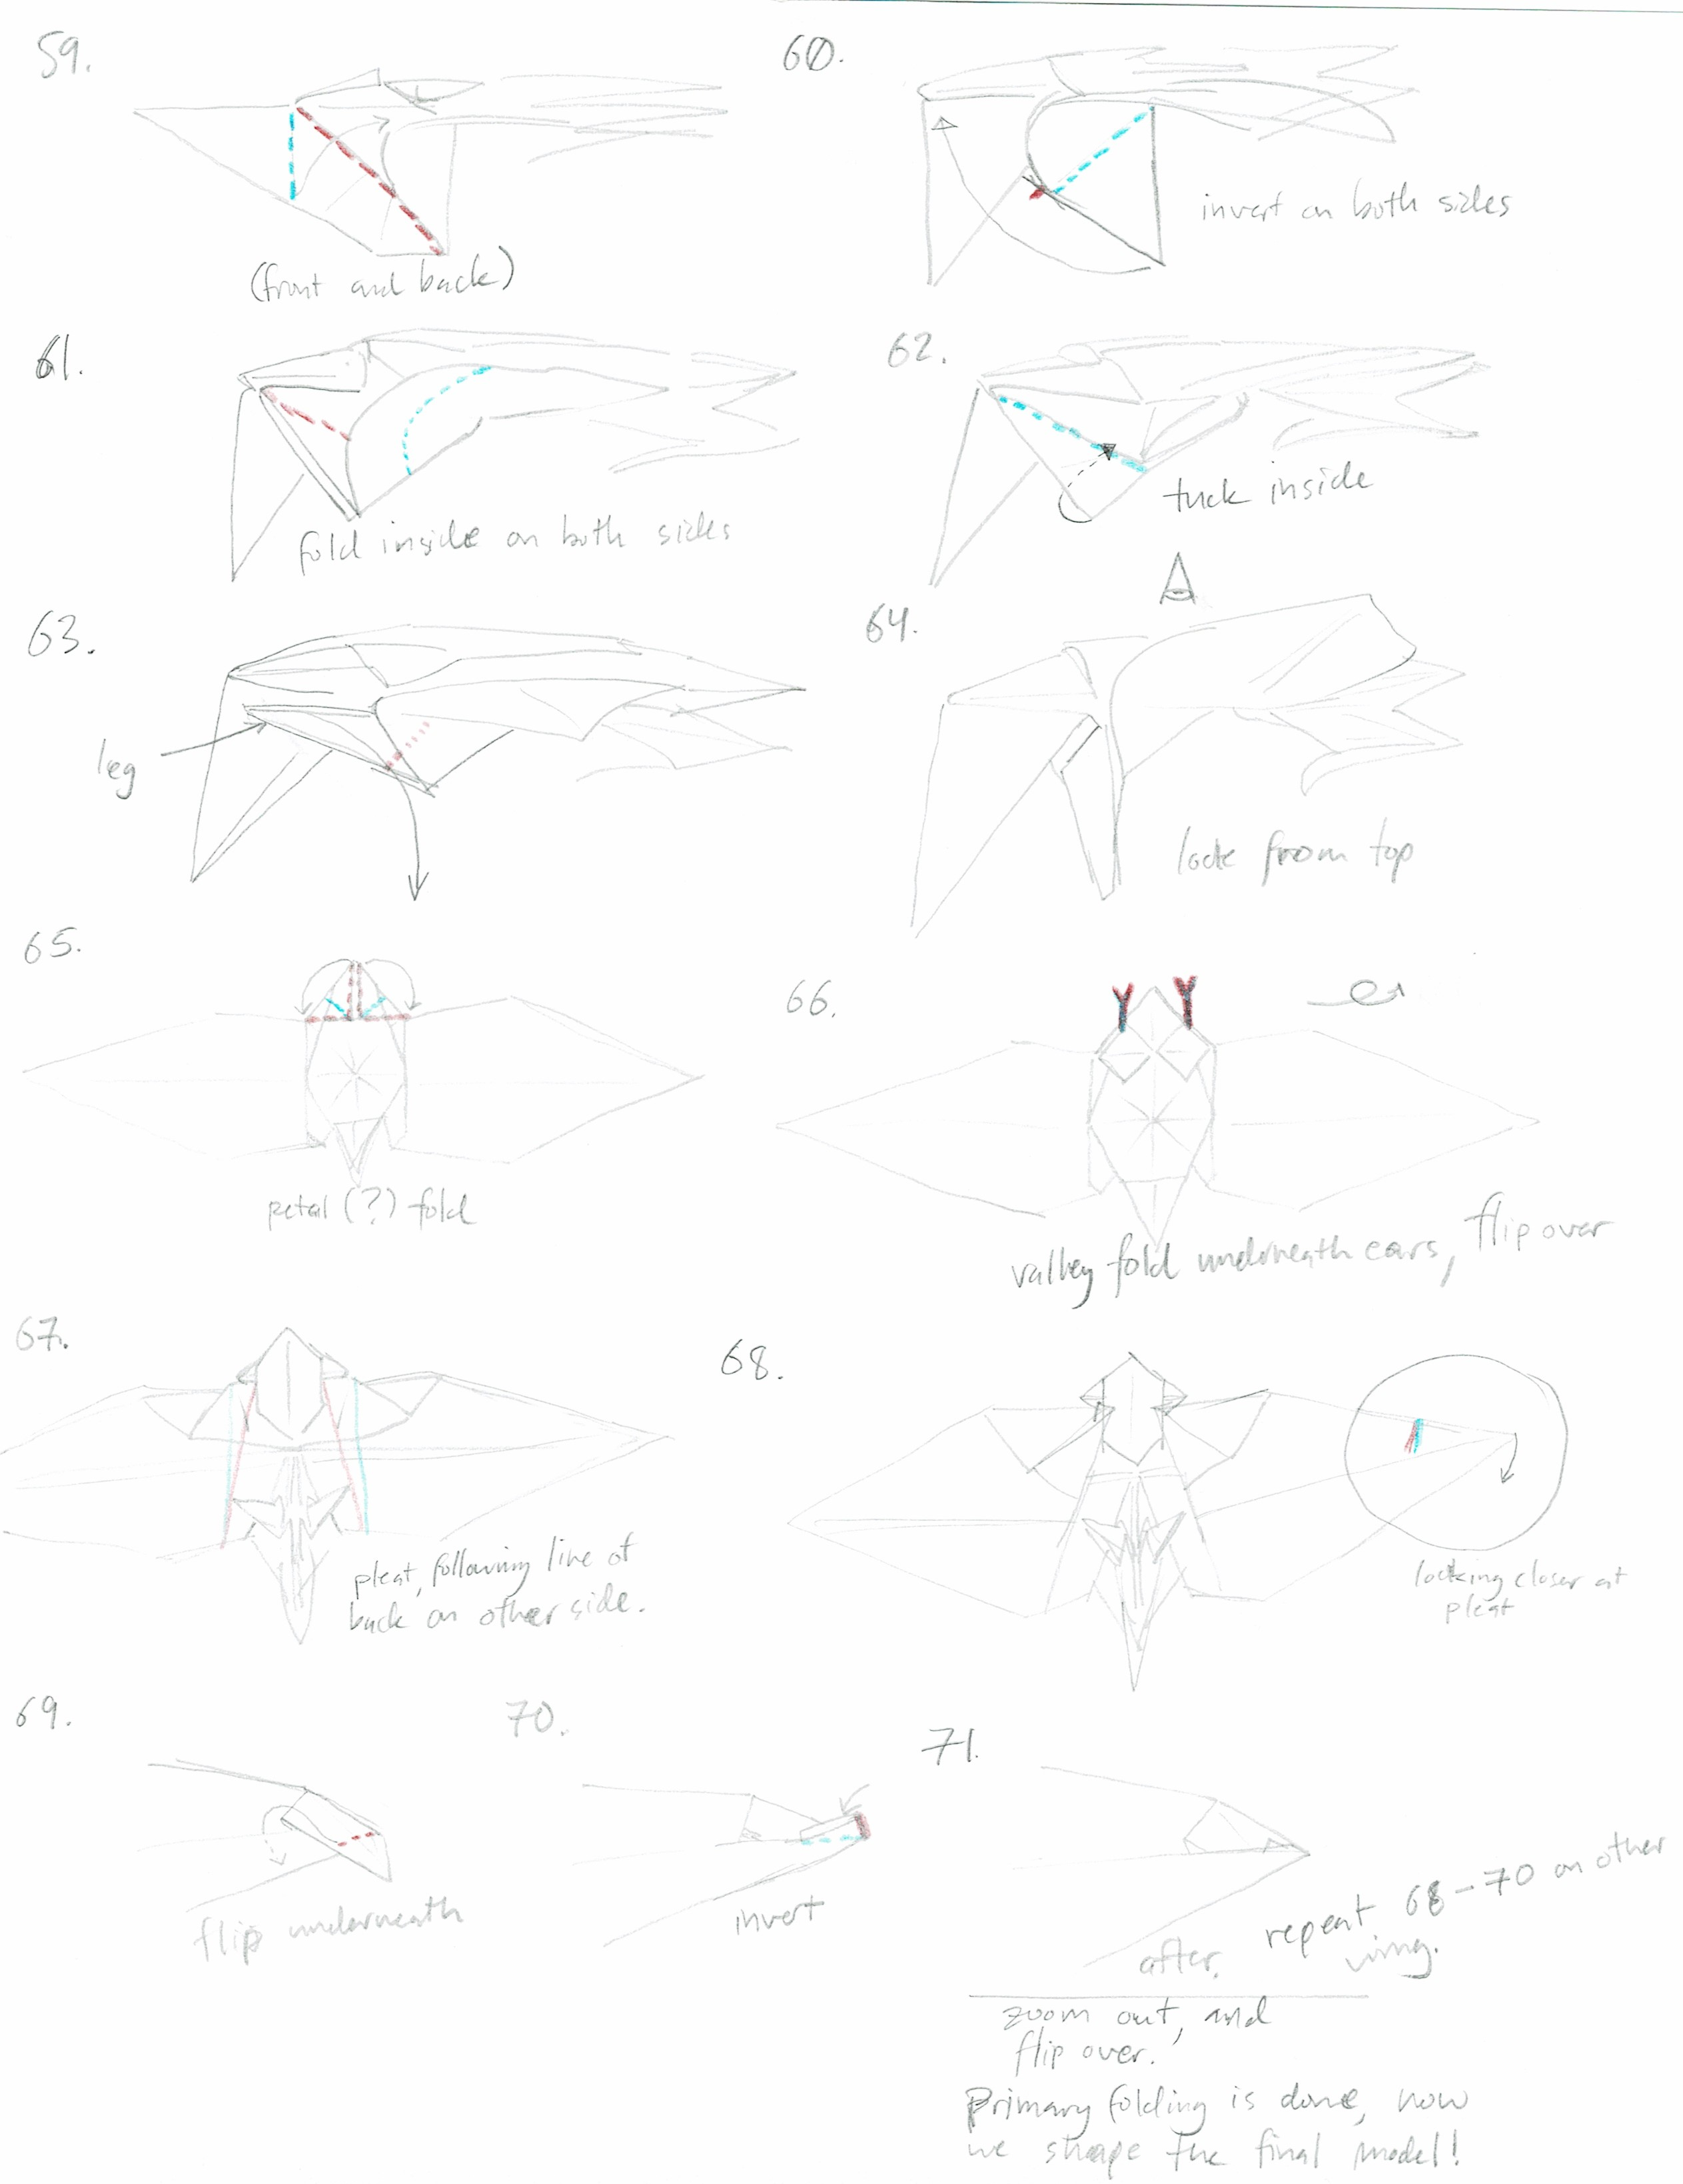 59.
(front and back)
60.
invert on both sides
61.
fold inside on both sides
62.
tuck inside
63.
leg
64.
look from top
65.
petal (?) fold
66.
valley fold underneath ears, flip over
67.
pleat, following line of
back on other side.
68.
looking closer at
pleat
69.
flip underneath
70.
invert
71.
after.
repeat 68-70 on other
wing.
zoom out, and
flip over.
Primary folding is done, now
we shape the final model!